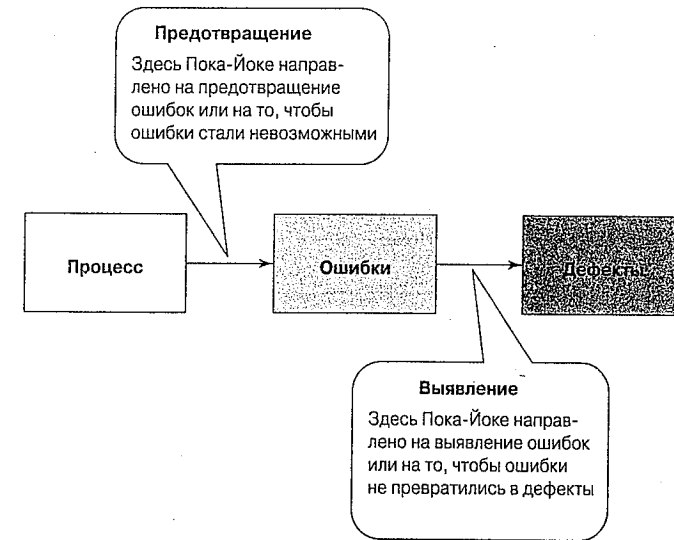 Предотвращение
Здесь Пока-Йоке направ-
лено на предотвращение
ошибок или на то, чтобы
ошибки стали невозможными
Процесс
Ошибки
Дефекты
Выявление
Здесь Пока-Йоке направ-
лено на выявление ошибок
или на то, чтобы ошибки
не превратились в дефекты